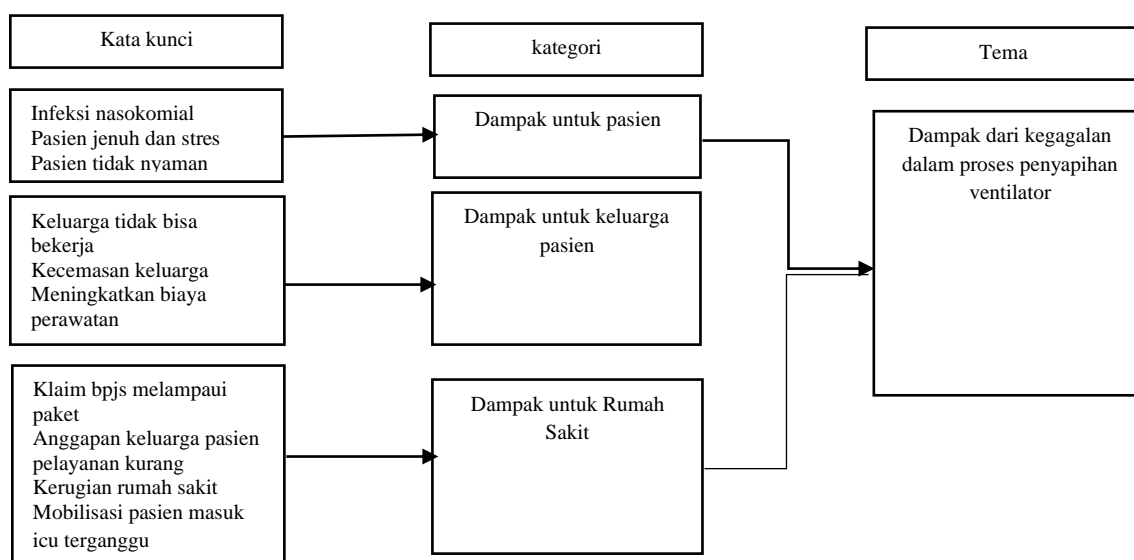 Kata kunci
kategori
Tema
Infeksi nasokomial
Pasien jenuh dan stres
Pasien tidak nyaman
Dampak untuk pasien
Dampak dari kegagalan
dalam proses penyapihan
ventilator
Keluarga tidak bisa
bekerja
Kecemasan keluarga
Meningkatkan biaya
perawatan
Dampak untuk keluarga
pasien
Klaim bpjs melampaui
paket
Anggapan keluarga pasien
pelayanan kurang
Kerugian rumah sakit
Mobilisasi pasien masuk
icu terganggu
Dampak untuk Rumah
Sakit